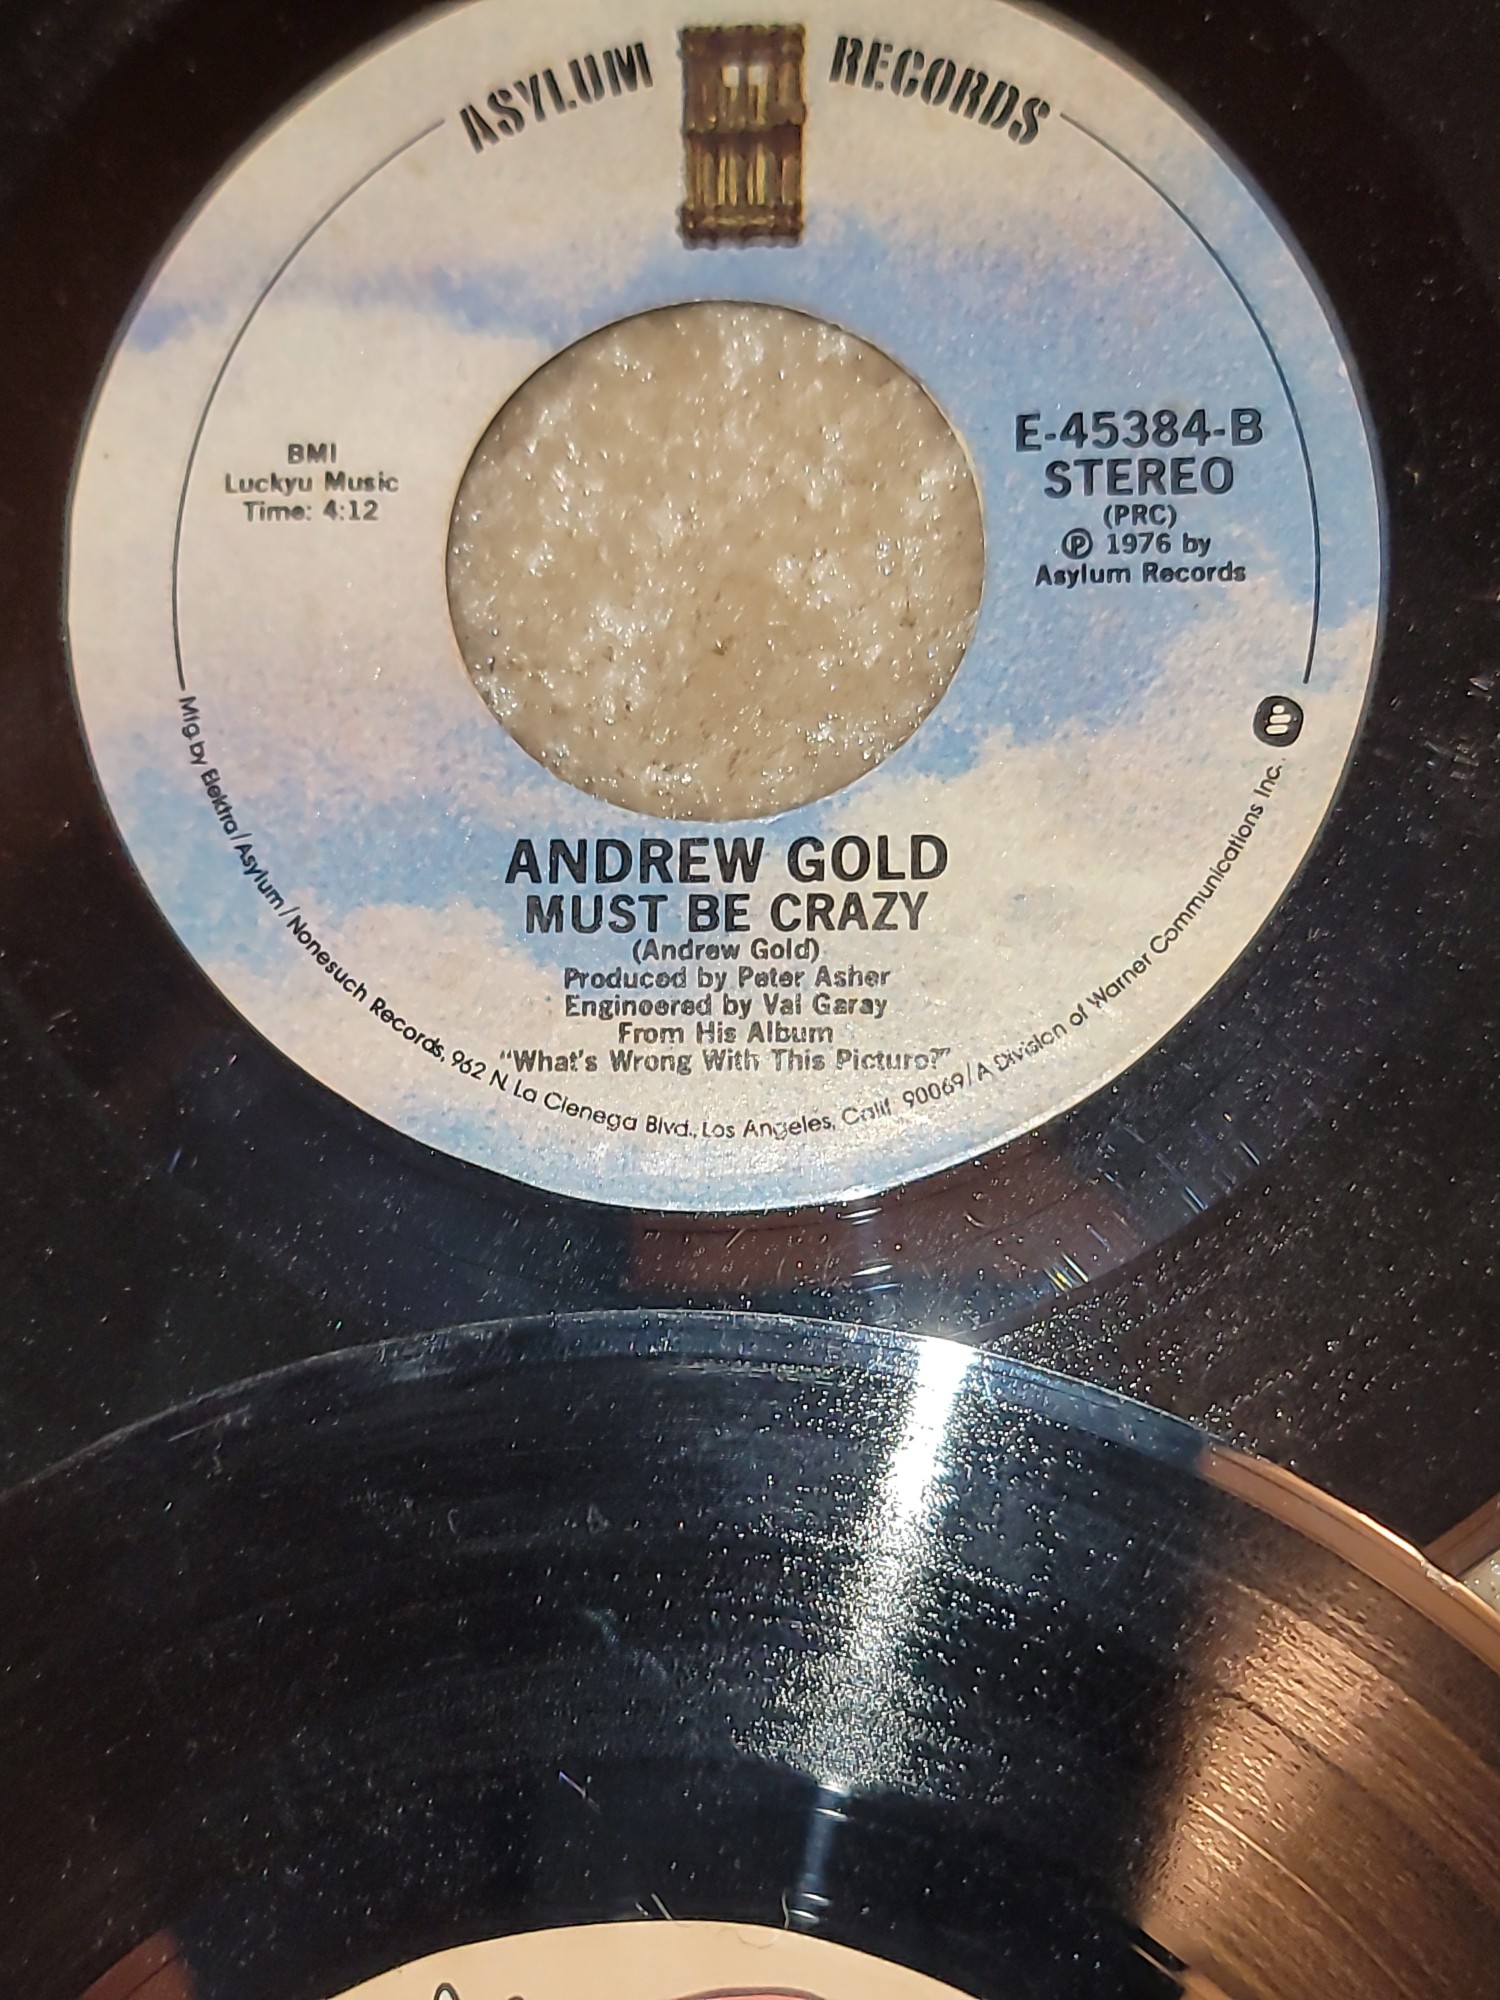 ASYLUM RECORDS
BMI
Luckyu Music
Time: 4:12
E-45384-B
STEREO
(PRC)
℗ 1976 by
Asylum Records
ANDREW GOLD
MUST BE CRAZY
(Andrew Gold)
Produced by Peter Asher
Engineered by Val Garay
From His Album
"What's Wrong With This Picture?"
Mfg. by Elektra/Asylum/Nonesuch Records, 962 N. La Cienega Blvd., Los Angeles, Calif. 90069/A Division of Warner Communications Inc.